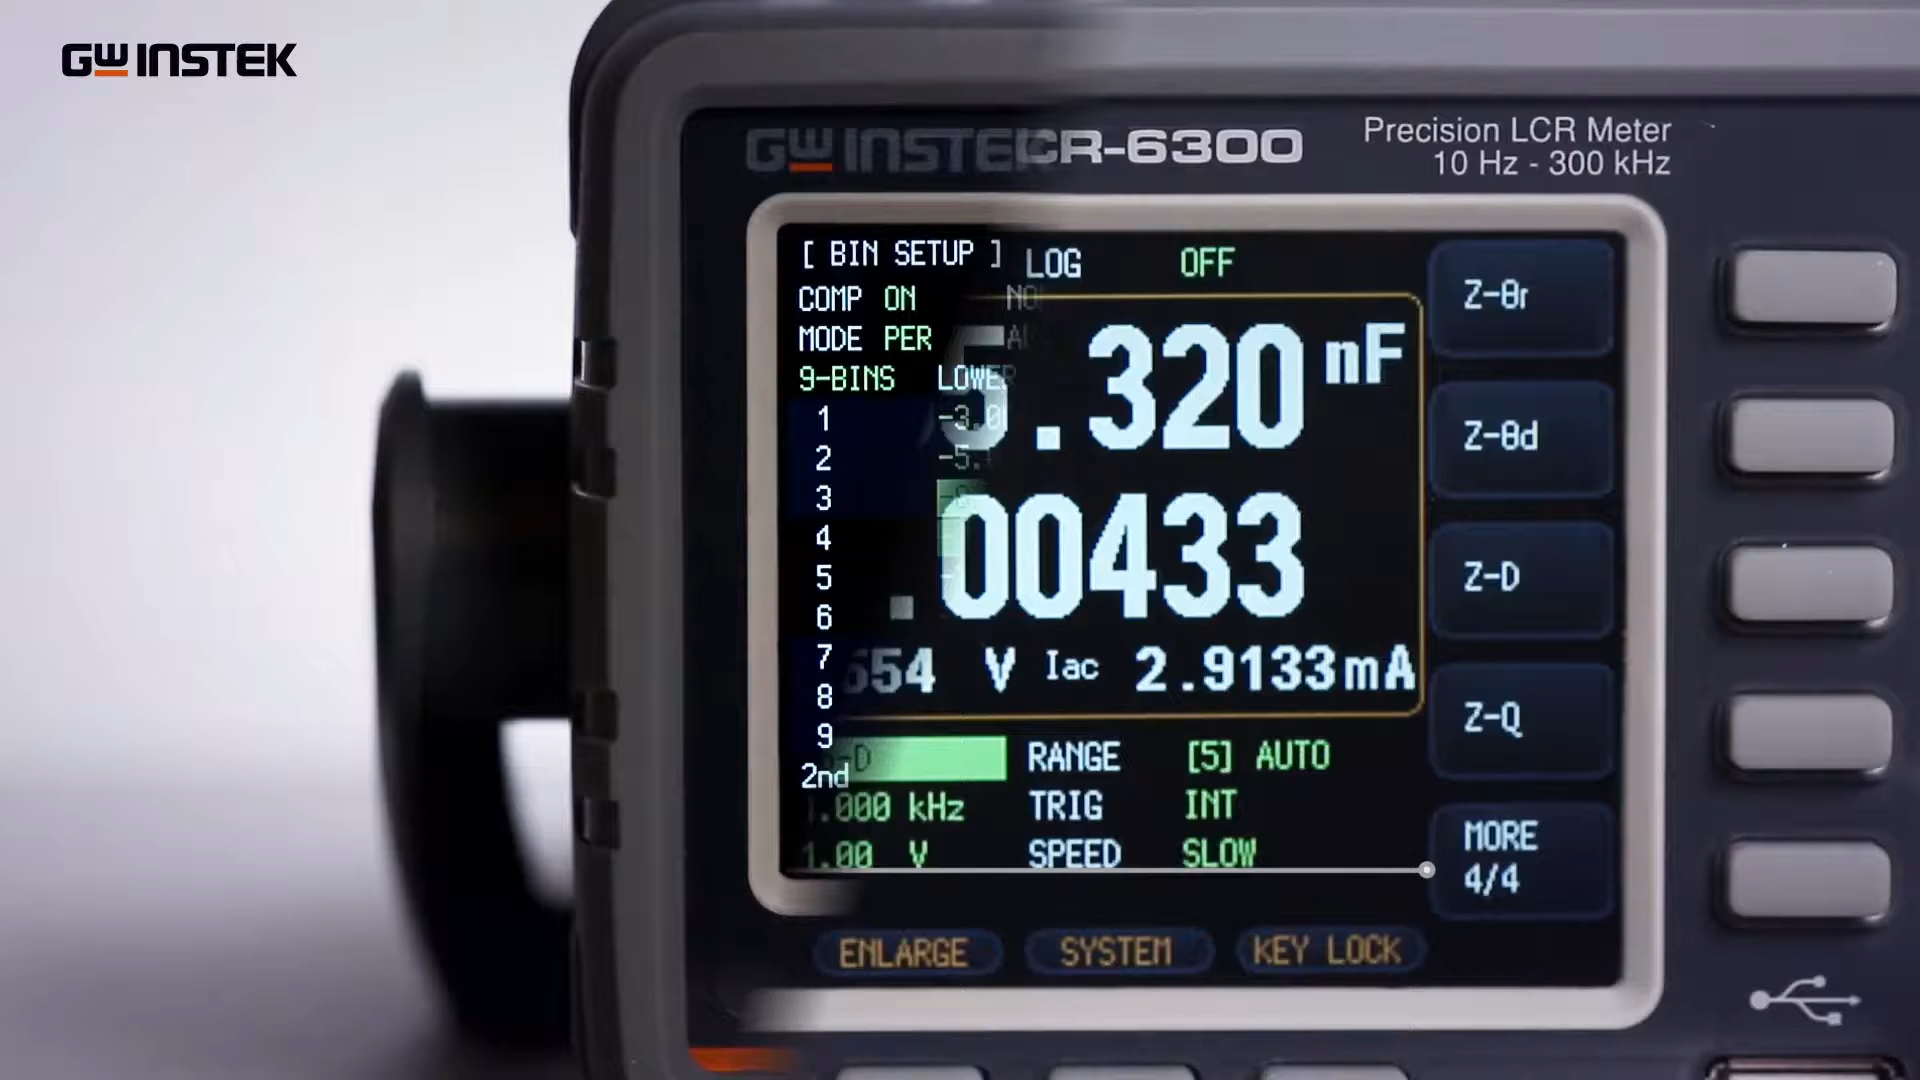 GW INSTEK
GW INSTEK CR-6300
Precision LCR Meter
10 Hz - 300 kHz
[ BIN SETUP ] LOG OFF
COMP ON
MODE PER
9-BINS
5.320 nF
1
2
3
4
5
6
7
8
9
2nd
.00433
V Iac 2.9133mA
RANGE [5] AUTO
1.000 kHz TRIG INT
1.00 V SPEED SLOW
Z-θr
Z-θd
Z-D
Z-Q
MORE
4/4
ENLARGE SYSTEM KEY LOCK